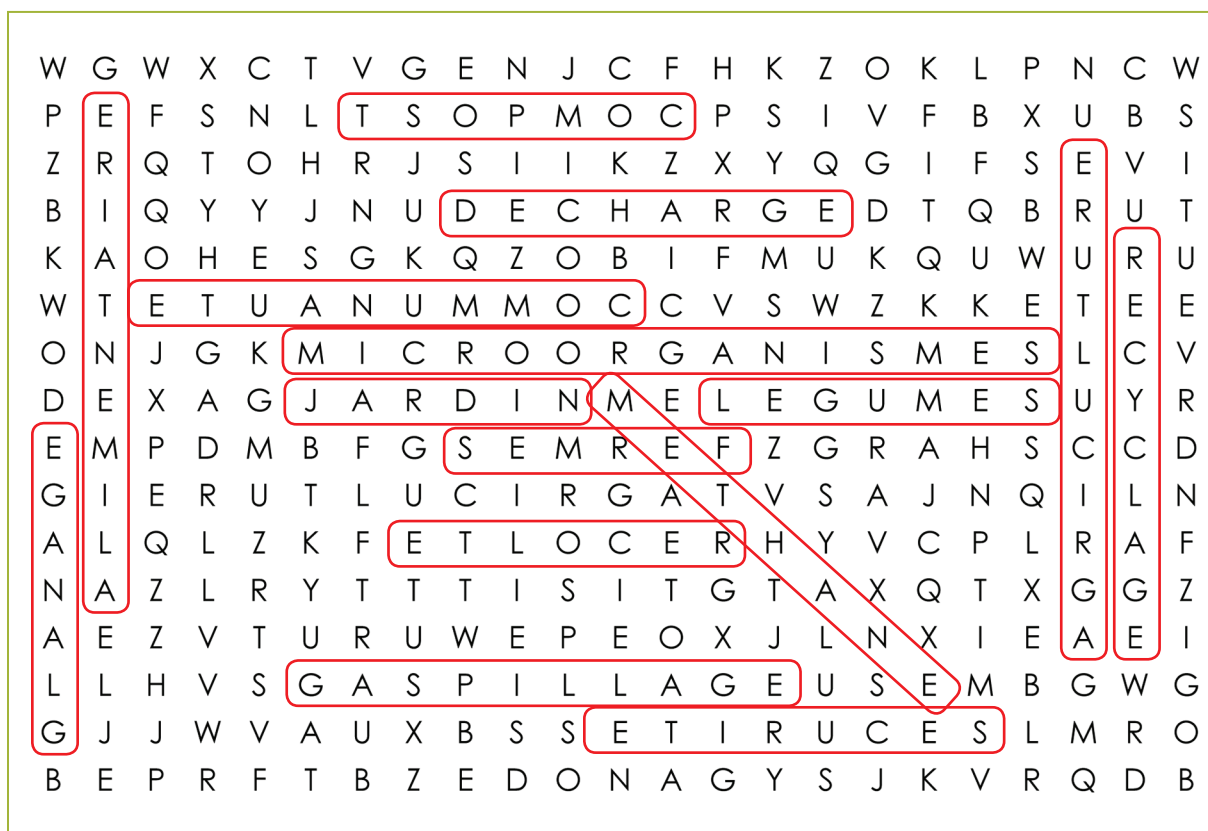 W G W X C T V G E N J C F H K Z O K L P N C W
P E F S N L T S O P M O C P S I V F B X U B S
Z R Q T O H R J S I I K Z X Y Q G I F S E V I
B I Q Y Y J N U D E C H A R G E D T Q B R U T
K A O H E S G K Q Z O B I F M U K Q U W U R U
W T E T U A N U M M O C C V S W Z K K E T E E
O N J G K M I C R O O R G A N I S M E S L C V
D E X A G J A R D I N M E L E G U M E S U Y R
E M P D M B F G S E M R E F Z G R A H S C C D
G I E R U T L U C I R G A T V S A J N Q I L N
A L Q L Z K F E T L O C E R H Y V C P L R A F
N A Z L R Y T T T I S I T G T A X Q T X G G Z
A E Z V T U R U W E P E O X J L N X I E A E I
L L H V S G A S P I L L A G E U S E M B G W G
G J J W V A U X B S S E T I R U C E S L M R O
B E P R F T B Z E D O N A G Y S J K V R Q D B